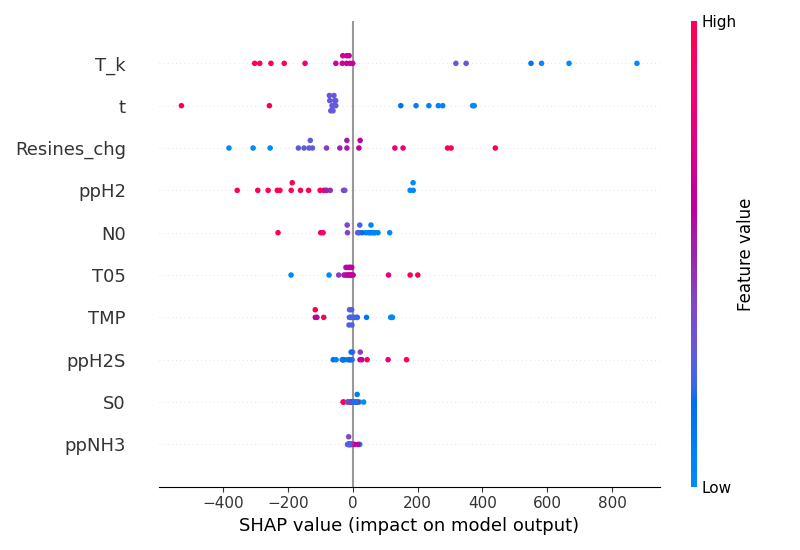 High
T_k
t
Resines_chg
ppH2
N0
T05
TMP
ppH2S
S0
ppNH3
Feature value
Low
−400 −200 0 200 400 600 800
SHAP value (impact on model output)